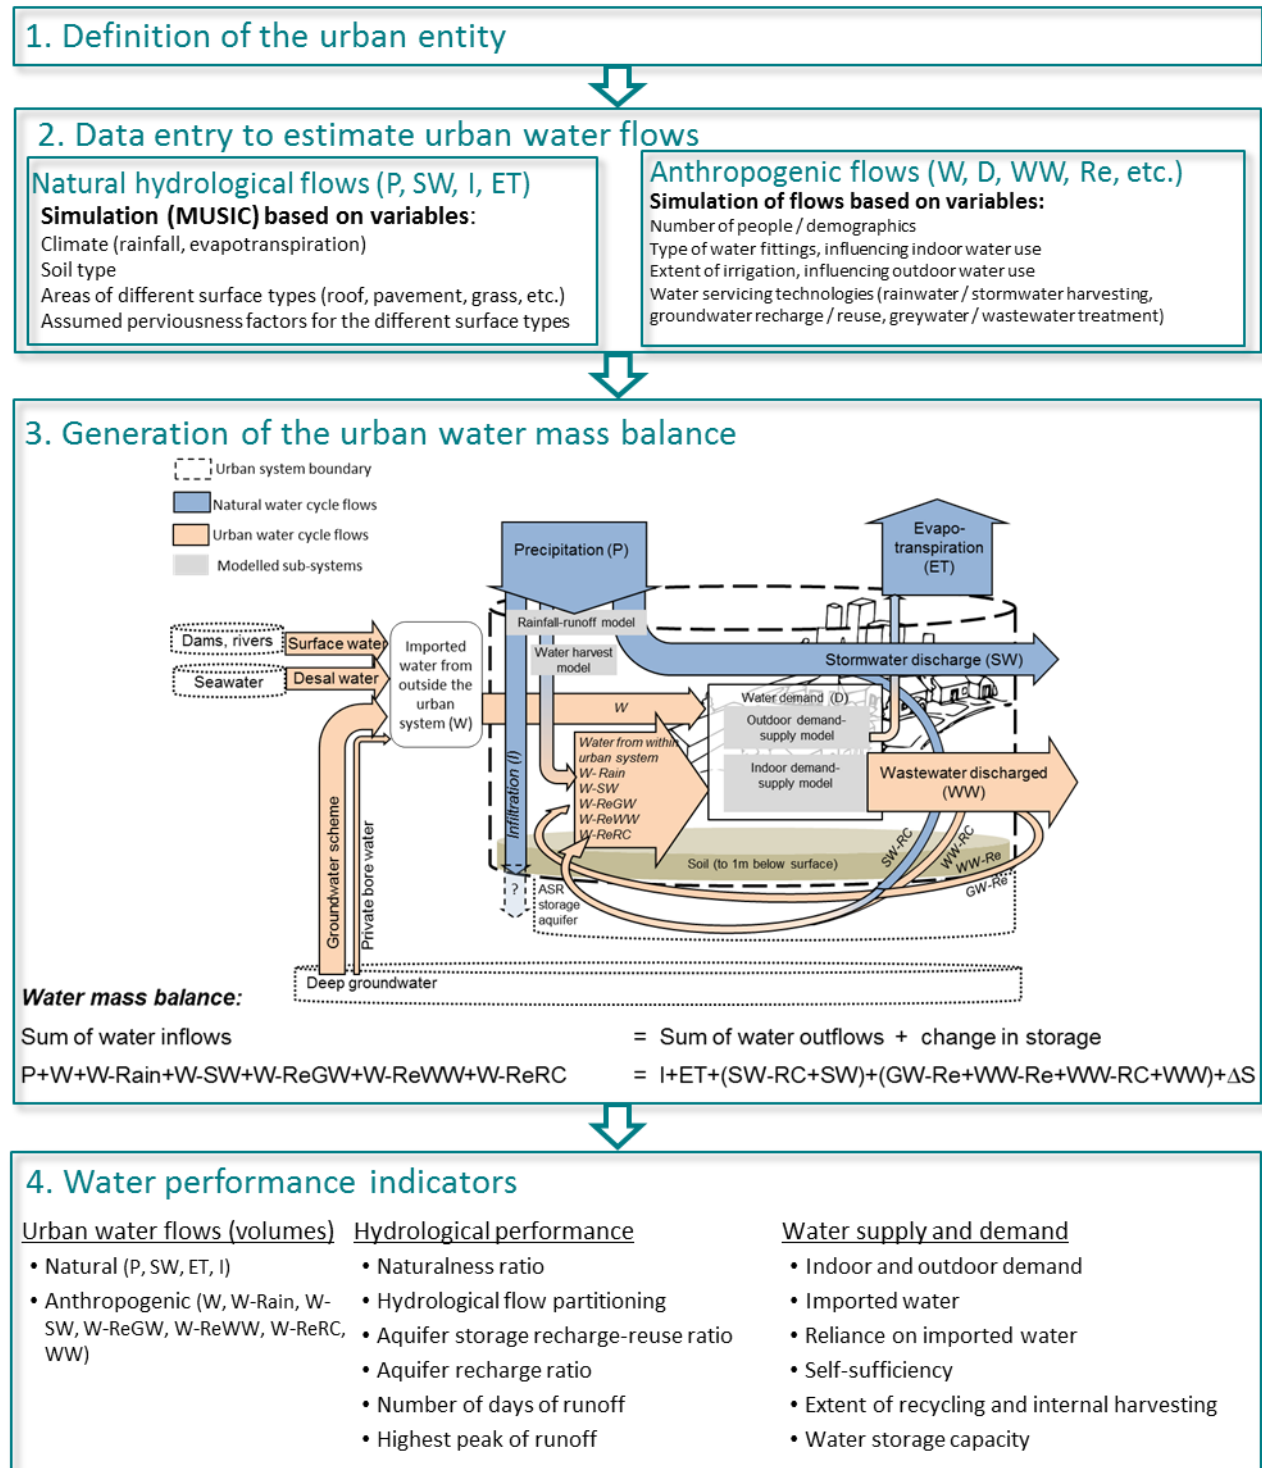 1. Definition of the urban entity
2. Data entry to estimate urban water flows
Natural hydrological flows (P, SW, I, ET)
Simulation (MUSIC) based on variables:
Climate (rainfall, evapotranspiration)
Soil type
Areas of different surface types (roof, pavement, grass, etc.)
Assumed perviousness factors for the different surface types
Anthropogenic flows (W, D, WW, Re, etc.)
Simulation of flows based on variables:
Number of people / demographics
Type of water fittings, influencing indoor water use
Extent of irrigation, influencing outdoor water use
Water servicing technologies (rainwater / stormwater harvesting,
groundwater recharge / reuse, greywater / wastewater treatment)
3. Generation of the urban water mass balance
Urban system boundary
Natural water cycle flows
Urban water cycle flows
Modelled sub-systems
Precipitation (P)
Evapo-
transpiration
(ET)
Rainfall-runoff model
Water harvest
model
Dams, rivers
Surface water
Seawater
Desal water
Imported
water from
outside the
urban
system (W)
Stormwater discharge (SW)
W
Water demand (D)
Outdoor demand-
supply model
Indoor demand-
supply model
Water from within
urban system
W- Rain
W-SW
W-ReGW
W-ReWW
W-ReRC
Wastewater discharged
(WW)
Infiltration (I)
?
Soil (to 1m below surface)
SW-RC
WW-RC
WW-Re
GW-Re
ASR
storage
aquifer
Groundwater scheme
Private bore water
Deep groundwater
Water mass balance:
Sum of water inflows = Sum of water outflows + change in storage
P+W+W-Rain+W-SW+W-ReGW+W-ReWW+W-ReRC = I+ET+(SW-RC+SW)+(GW-Re+WW-Re+WW-RC+WW)+ΔS
4. Water performance indicators
Urban water flows (volumes)
• Natural (P, SW, ET, I)
• Anthropogenic (W, W-Rain, W-
SW, W-ReGW, W-ReWW, W-ReRC,
WW)
Hydrological performance
• Naturalness ratio
• Hydrological flow partitioning
• Aquifer storage recharge-reuse ratio
• Aquifer recharge ratio
• Number of days of runoff
• Highest peak of runoff
Water supply and demand
• Indoor and outdoor demand
• Imported water
• Reliance on imported water
• Self-sufficiency
• Extent of recycling and internal harvesting
• Water storage capacity